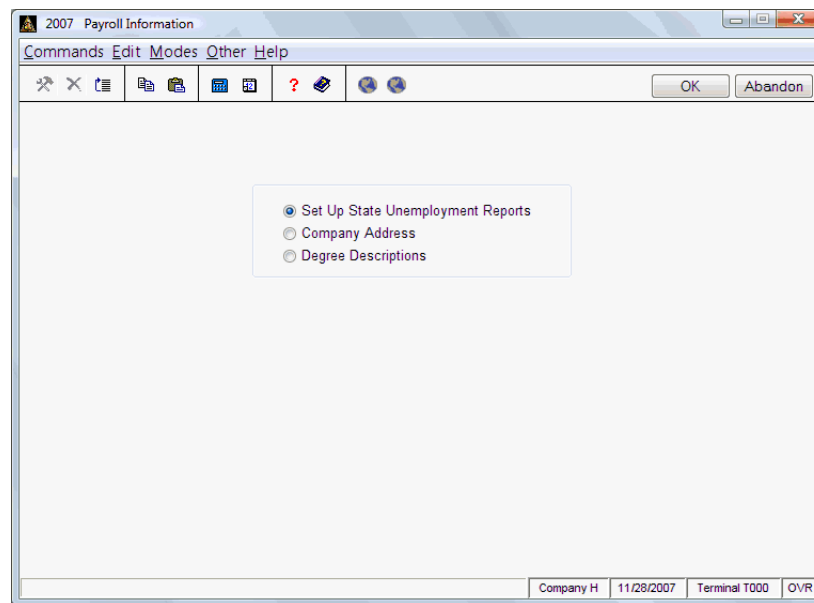 2007 Payroll Information
Commands Edit Modes Other Help
? OK Abandon
Set Up State Unemployment Reports
Company Address
Degree Descriptions
Company H 11/28/2007 Terminal T000 OVR